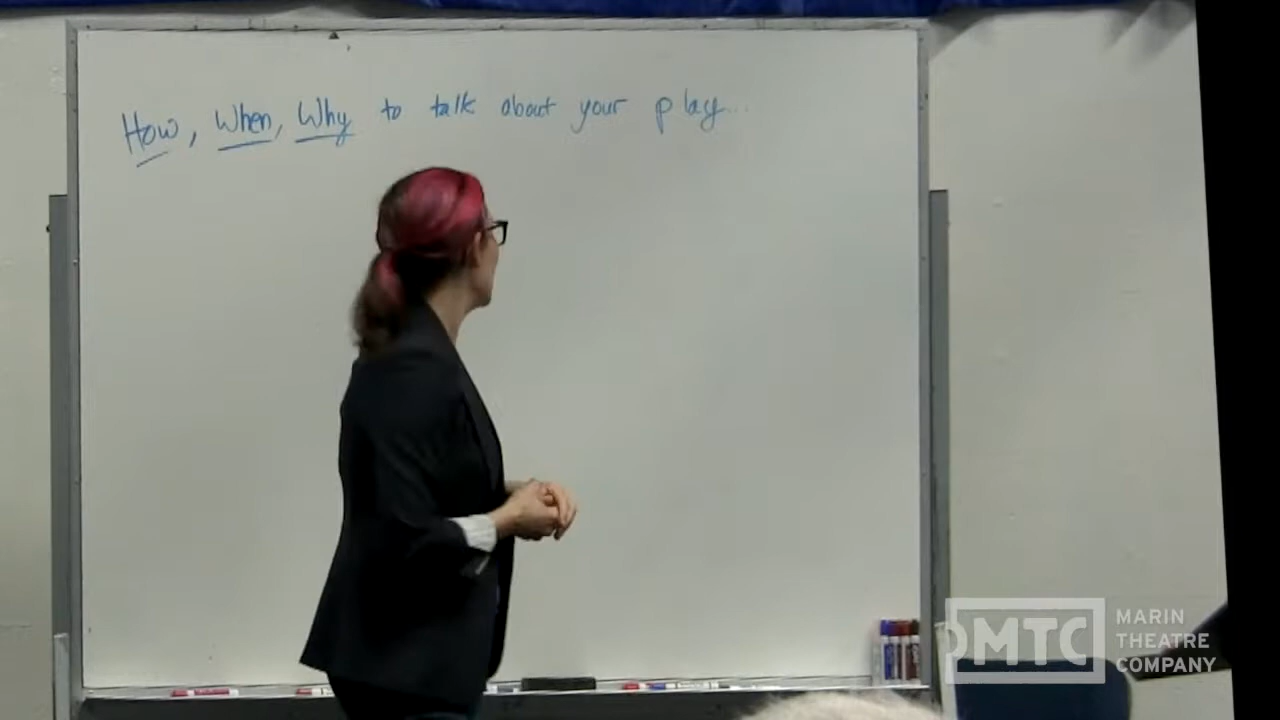 How, When, Why to talk about your play...
MTC
MARIN
THEATRE
COMPANY